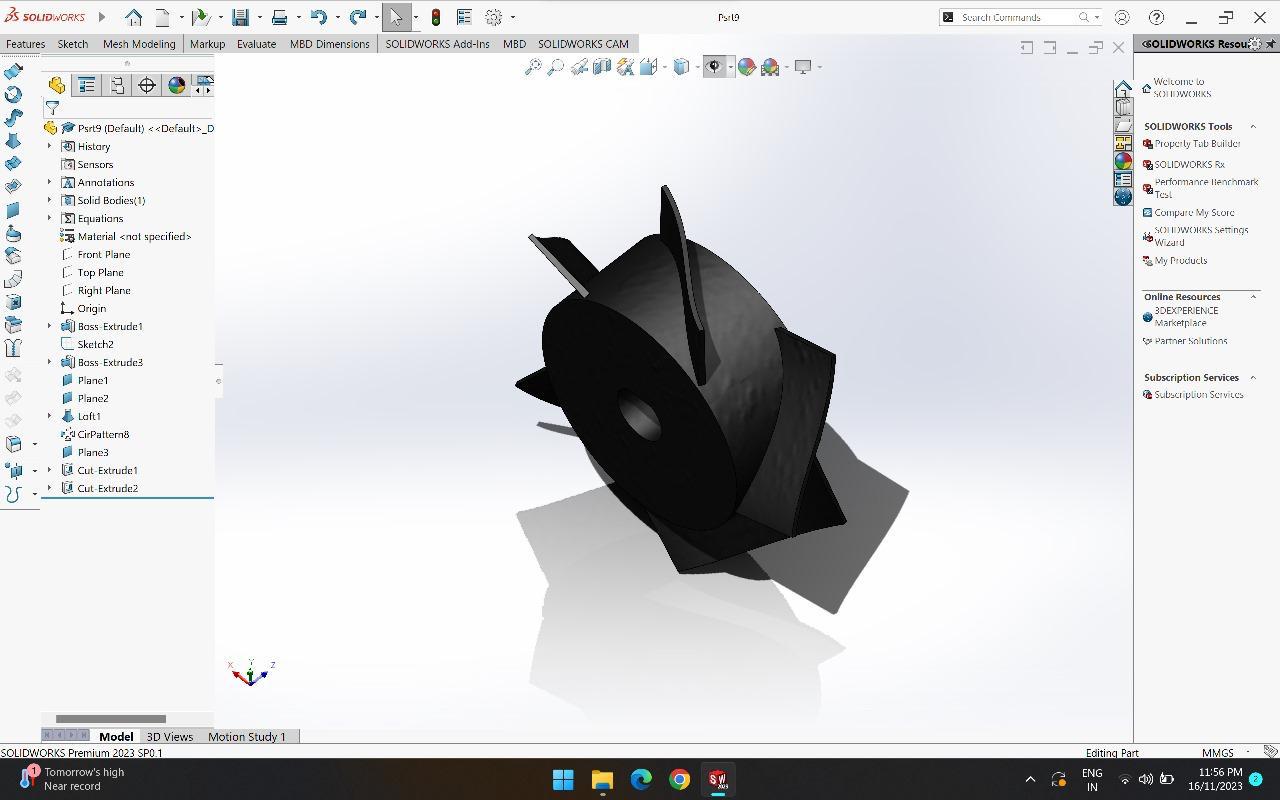 SOLIDWORKS
Psrt9
Search Commands
Features Sketch Mesh Modeling Markup Evaluate MBD Dimensions SOLIDWORKS Add-Ins MBD SOLIDWORKS CAM
SOLIDWORKS Resou
Psrt9 (Default) <<Default>_D
History
Sensors
Annotations
Solid Bodies(1)
Equations
Material <not specified>
Front Plane
Top Plane
Right Plane
Origin
Boss-Extrude1
Sketch2
Boss-Extrude3
Plane1
Plane2
Loft1
CirPattern8
Plane3
Cut-Extrude1
Cut-Extrude2
X Y Z
Welcome to
SOLIDWORKS
SOLIDWORKS Tools
Property Tab Builder
SOLIDWORKS Rx
Performance Benchmark
Test
Compare My Score
SOLIDWORKS Settings
Wizard
My Products
Online Resources
3DEXPERIENCE
Marketplace
Partner Solutions
Subscription Services
Subscription Services
Model 3D Views Motion Study 1
SOLIDWORKS Premium 2023 SP0.1 Editing Part MMGS
1
Tomorrow's high
Near record
SW
2023
ENG
IN
11:56 PM
16/11/2023
2